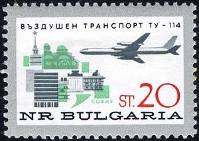 ВЪЗДУШЕН ТРАНСПОРТ ТУ - 114
СОФИЯ
ST. 20
NR BULGARIA